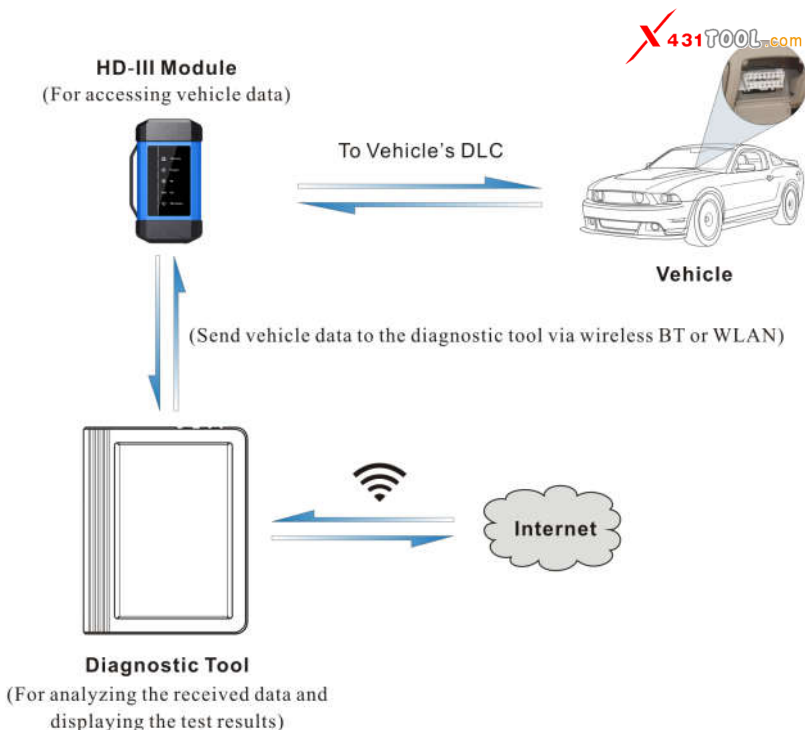 X431TOOL.com
HD-III Module
(For accessing vehicle data)
To Vehicle's DLC
Vehicle
(Send vehicle data to the diagnostic tool via wireless BT or WLAN)
Internet
Diagnostic Tool
(For analyzing the received data and
displaying the test results)